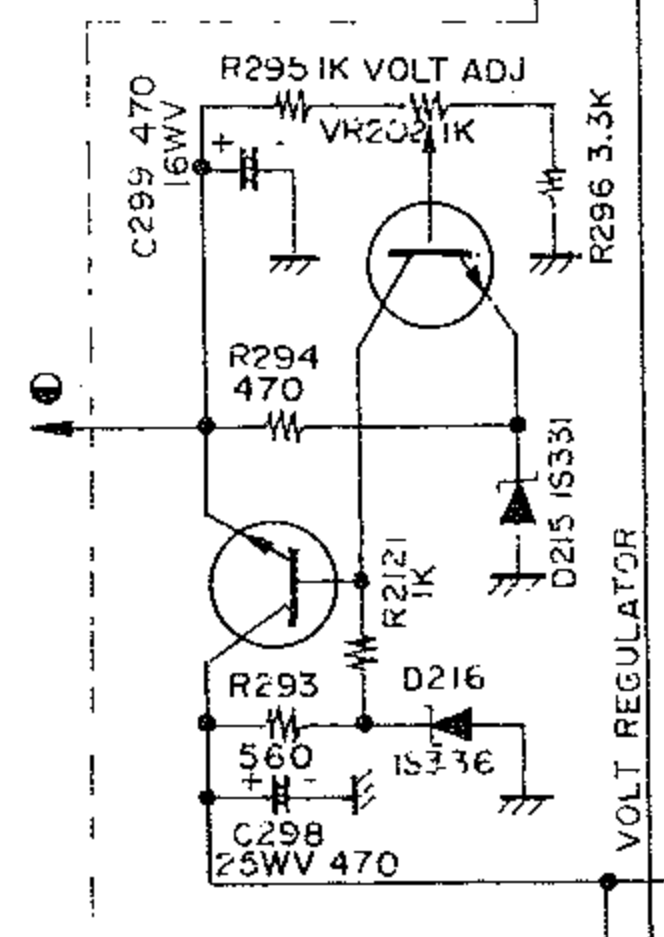 R295 1K VOLT ADJ
VR202 1K
C299 470
16WV
+ -
R296 3.3K
R294
470
D215 1S331
R2121
1K
R293
560
D216
1S336
+ -
C298
25WV 470
VOLT REGULATOR